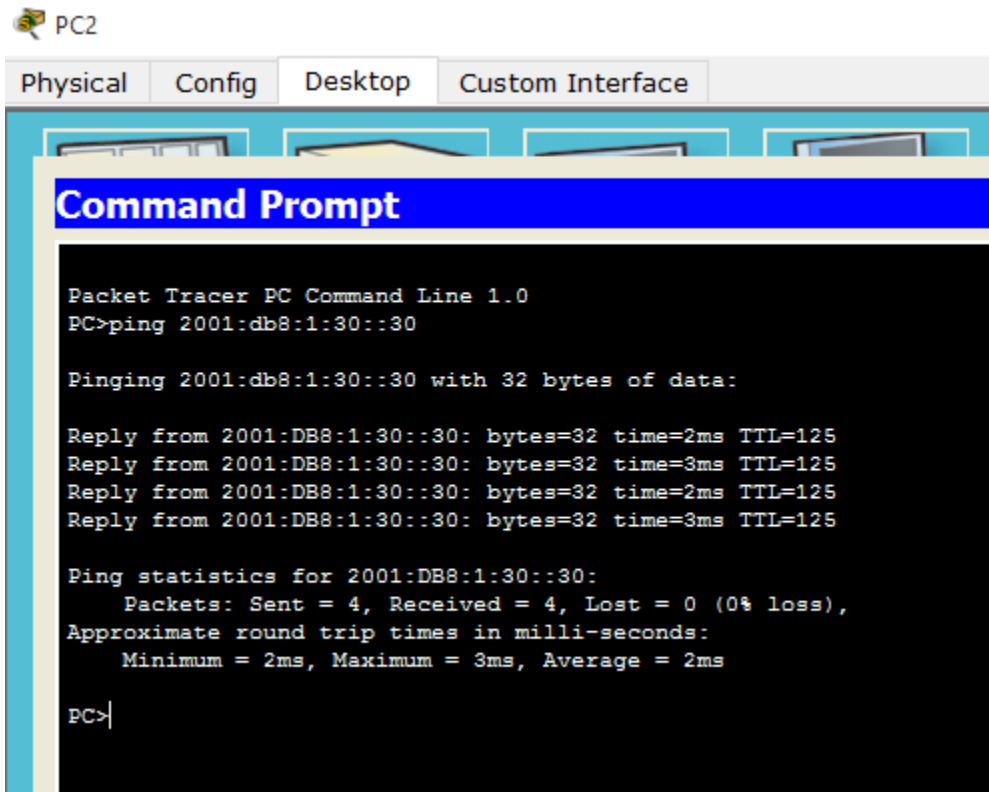 PC2
Physical Config Desktop Custom Interface
Command Prompt
Packet Tracer PC Command Line 1.0
PC>ping 2001:db8:1:30::30
Pinging 2001:db8:1:30::30 with 32 bytes of data:
Reply from 2001:DB8:1:30::30: bytes=32 time=2ms TTL=125
Reply from 2001:DB8:1:30::30: bytes=32 time=3ms TTL=125
Reply from 2001:DB8:1:30::30: bytes=32 time=2ms TTL=125
Reply from 2001:DB8:1:30::30: bytes=32 time=3ms TTL=125
Ping statistics for 2001:DB8:1:30::30:
Packets: Sent = 4, Received = 4, Lost = 0 (0% loss),
Approximate round trip times in milli-seconds:
Minimum = 2ms, Maximum = 3ms, Average = 2ms
PC>